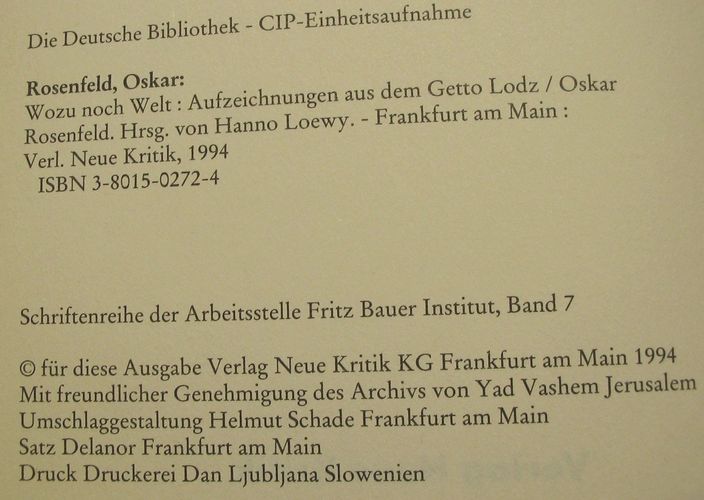 Die Deutsche Bibliothek - CIP-Einheitsaufnahme
Rosenfeld, Oskar:
Wozu noch Welt : Aufzeichnungen aus dem Getto Lodz / Oskar
Rosenfeld. Hrsg. von Hanno Loewy. - Frankfurt am Main :
Verl. Neue Kritik, 1994
ISBN 3-8015-0272-4
Schriftenreihe der Arbeitsstelle Fritz Bauer Institut, Band 7
© für diese Ausgabe Verlag Neue Kritik KG Frankfurt am Main 1994
Mit freundlicher Genehmigung des Archivs von Yad Vashem Jerusalem
Umschlaggestaltung Helmut Schade Frankfurt am Main
Satz Delanor Frankfurt am Main
Druck Druckerei Dan Ljubljana Slowenien